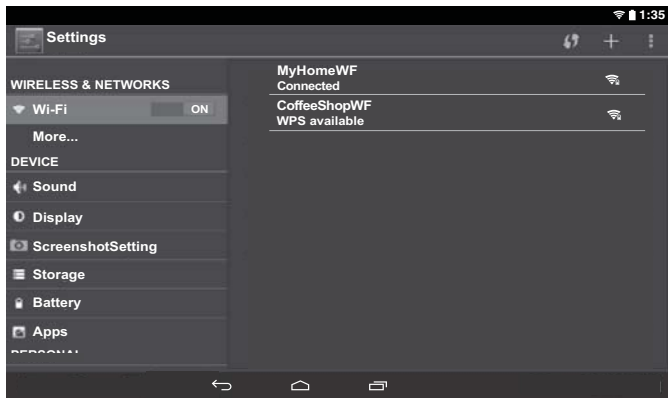 1:35
Settings
WIRELESS & NETWORKS
Wi-Fi ON
More...
DEVICE
Sound
Display
ScreenshotSetting
Storage
Battery
Apps
PERSONAL
MyHomeWF
Connected
CoffeeShopWF
WPS available